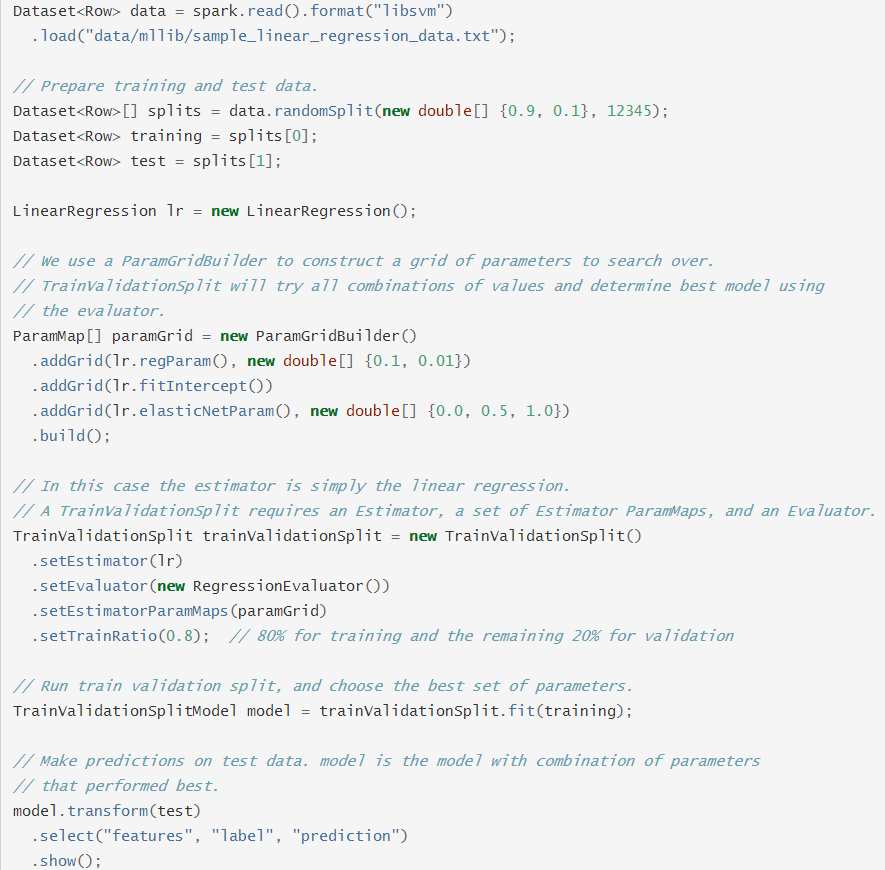 Dataset<Row> data = spark.read().format("libsvm")
  .load("data/mllib/sample_linear_regression_data.txt");

// Prepare training and test data.
Dataset<Row>[] splits = data.randomSplit(new double[] {0.9, 0.1}, 12345);
Dataset<Row> training = splits[0];
Dataset<Row> test = splits[1];

LinearRegression lr = new LinearRegression();

// We use a ParamGridBuilder to construct a grid of parameters to search over.
// TrainValidationSplit will try all combinations of values and determine best model using
// the evaluator.
ParamMap[] paramGrid = new ParamGridBuilder()
  .addGrid(lr.regParam(), new double[] {0.1, 0.01})
  .addGrid(lr.fitIntercept())
  .addGrid(lr.elasticNetParam(), new double[] {0.0, 0.5, 1.0})
  .build();

// In this case the estimator is simply the linear regression.
// A TrainValidationSplit requires an Estimator, a set of Estimator ParamMaps, and an Evaluator.
TrainValidationSplit trainValidationSplit = new TrainValidationSplit()
  .setEstimator(lr)
  .setEvaluator(new RegressionEvaluator())
  .setEstimatorParamMaps(paramGrid)
  .setTrainRatio(0.8);  // 80% for training and the remaining 20% for validation

// Run train validation split, and choose the best set of parameters.
TrainValidationSplitModel model = trainValidationSplit.fit(training);

// Make predictions on test data. model is the model with combination of parameters
// that performed best.
model.transform(test)
  .select("features", "label", "prediction")
  .show();